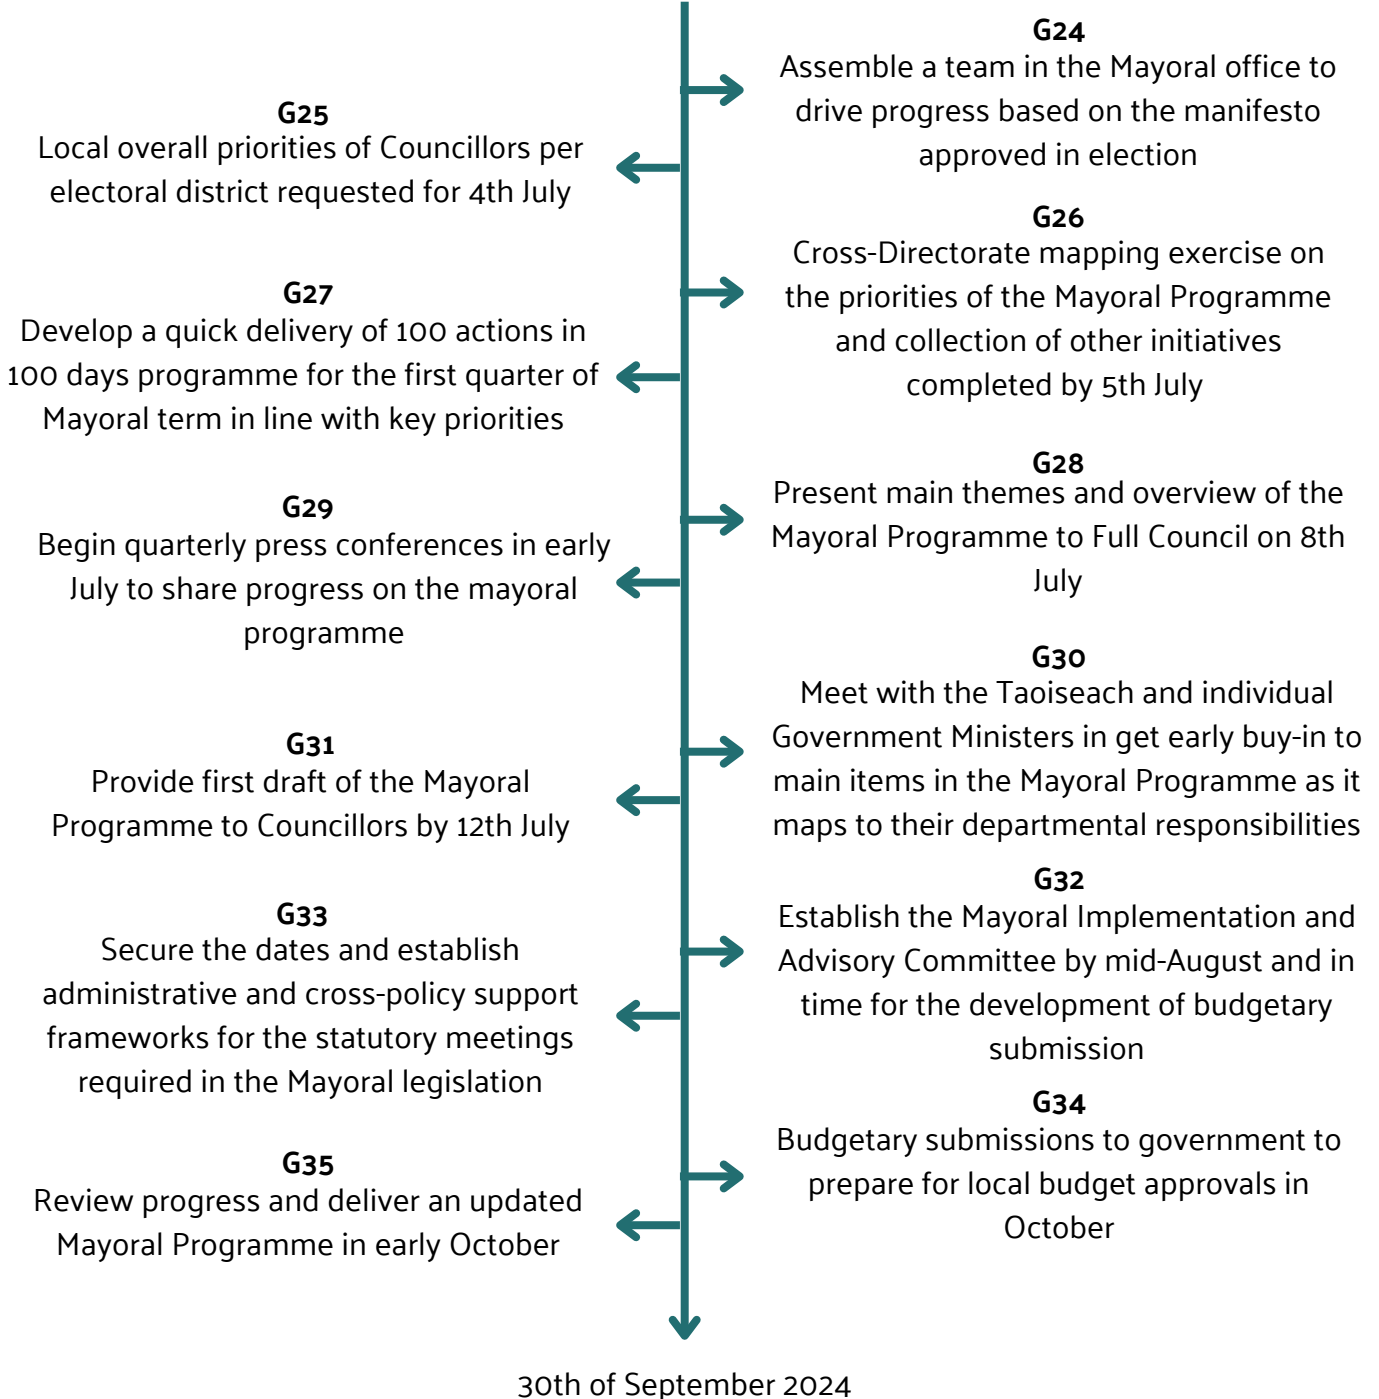 G24
Assemble a team in the Mayoral office to
drive progress based on the manifesto
approved in election
G25
Local overall priorities of Councillors per
electoral district requested for 4th July
G26
Cross-Directorate mapping exercise on
the priorities of the Mayoral Programme
and collection of other initiatives
completed by 5th July
G27
Develop a quick delivery of 100 actions in
100 days programme for the first quarter of
Mayoral term in line with key priorities
G28
Present main themes and overview of the
Mayoral Programme to Full Council on 8th
July
G29
Begin quarterly press conferences in early
July to share progress on the mayoral
programme
G30
Meet with the Taoiseach and individual
Government Ministers in get early buy-in to
main items in the Mayoral Programme as it
maps to their departmental responsibilities
G31
Provide first draft of the Mayoral
Programme to Councillors by 12th July
G32
Establish the Mayoral Implementation and
Advisory Committee by mid-August and in
time for the development of budgetary
submission
G33
Secure the dates and establish
administrative and cross-policy support
frameworks for the statutory meetings
required in the Mayoral legislation
G34
Budgetary submissions to government to
prepare for local budget approvals in
October
G35
Review progress and deliver an updated
Mayoral Programme in early October
30th of September 2024